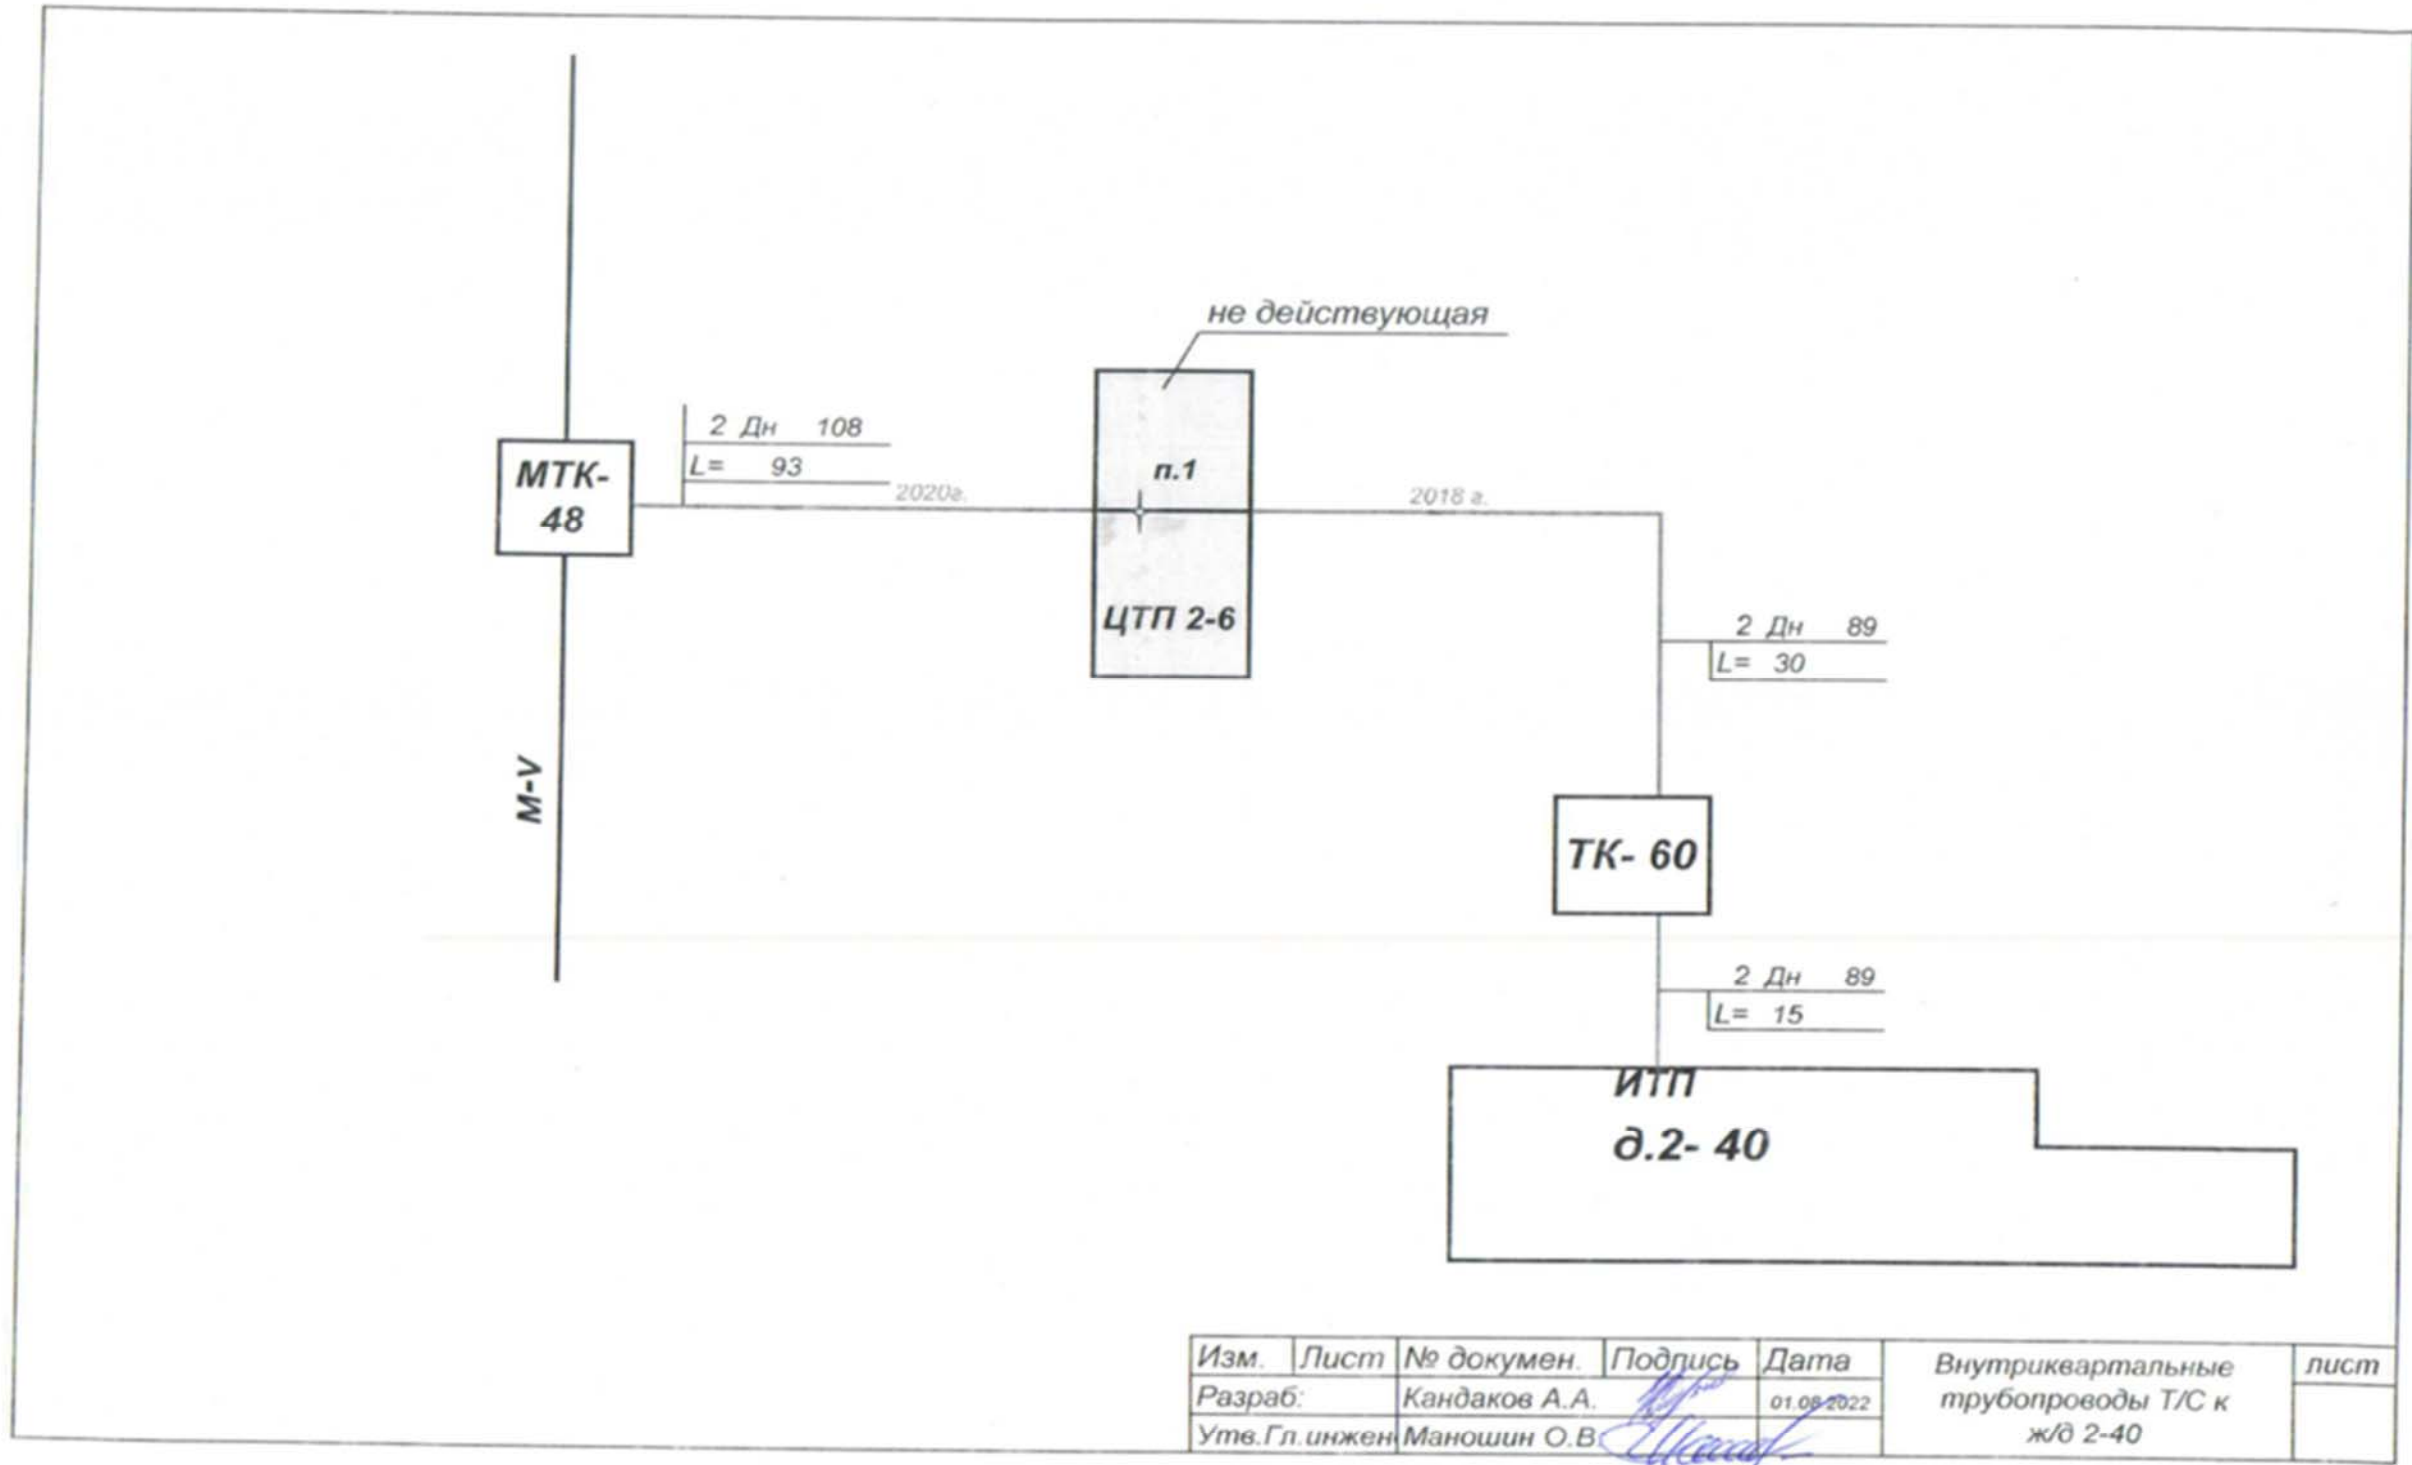 не действующая
2 Дн 108
L= 93
2020г.
МТК-
48
п.1
2018 г.
ЦТП 2-6
2 Дн 89
L= 30
М-V
ТК- 60
2 Дн 89
L= 15
ИТП
д.2- 40
Изм. Лист № докумен. Подпись Дата
Разраб: Кандаков А.А. 01.08.2022
Утв.Гл.инжен Маношин О.В.
Внутриквартальные
трубопроводы Т/С к
ж/д 2-40
лист